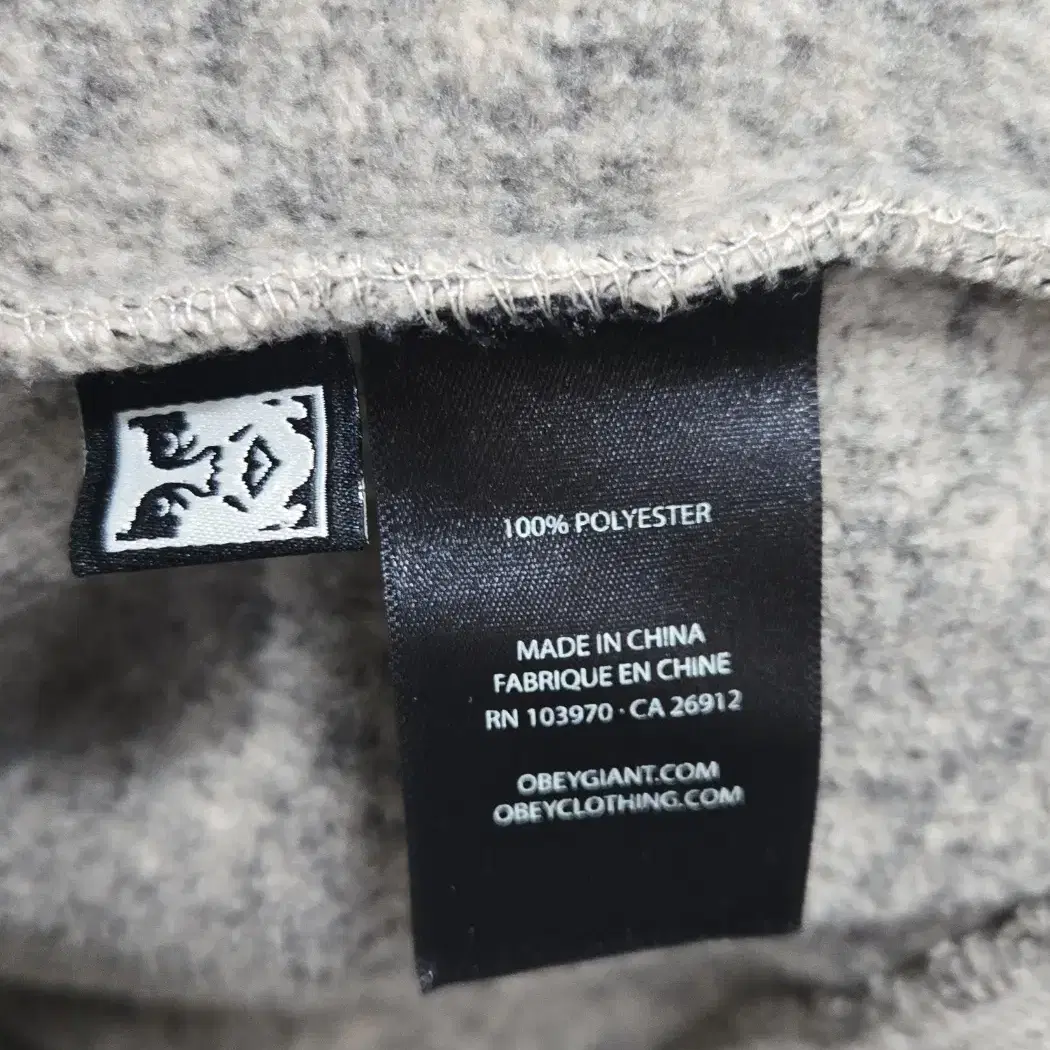 100% POLYESTER
MADE IN CHINA
FABRIQUE EN CHINE
RN 103970 · CA 26912
OBEYGIANT.COM
OBEYCLOTHING.COM